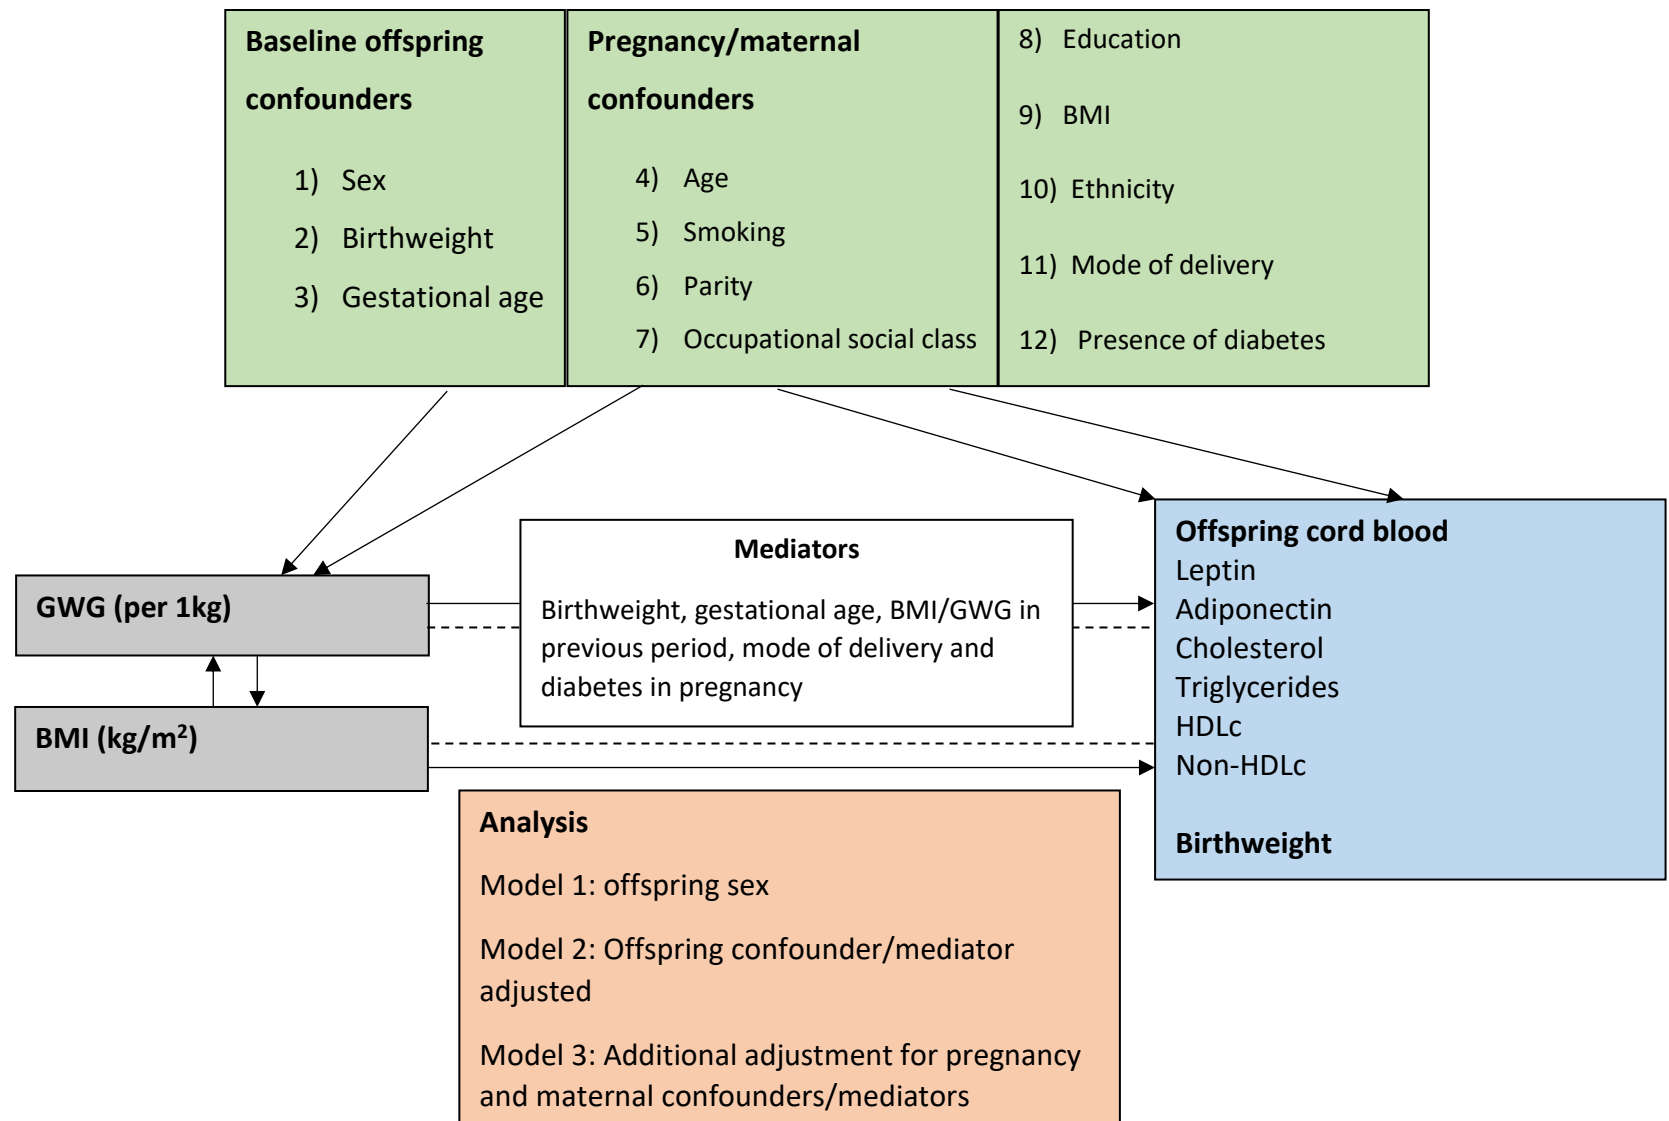 Baseline offspring
confounders
1) Sex
2) Birthweight
3) Gestational age
Pregnancy/maternal
confounders
4) Age
5) Smoking
6) Parity
7) Occupational social class
8) Education
9) BMI
10) Ethnicity
11) Mode of delivery
12) Presence of diabetes
GWG (per 1kg)
BMI (kg/m²)
Mediators
Birthweight, gestational age, BMI/GWG in
previous period, mode of delivery and
diabetes in pregnancy
Offspring cord blood
Leptin
Adiponectin
Cholesterol
Triglycerides
HDLc
Non-HDLc
Birthweight
Analysis
Model 1: offspring sex
Model 2: Offspring confounder/mediator
adjusted
Model 3: Additional adjustment for pregnancy
and maternal confounders/mediators